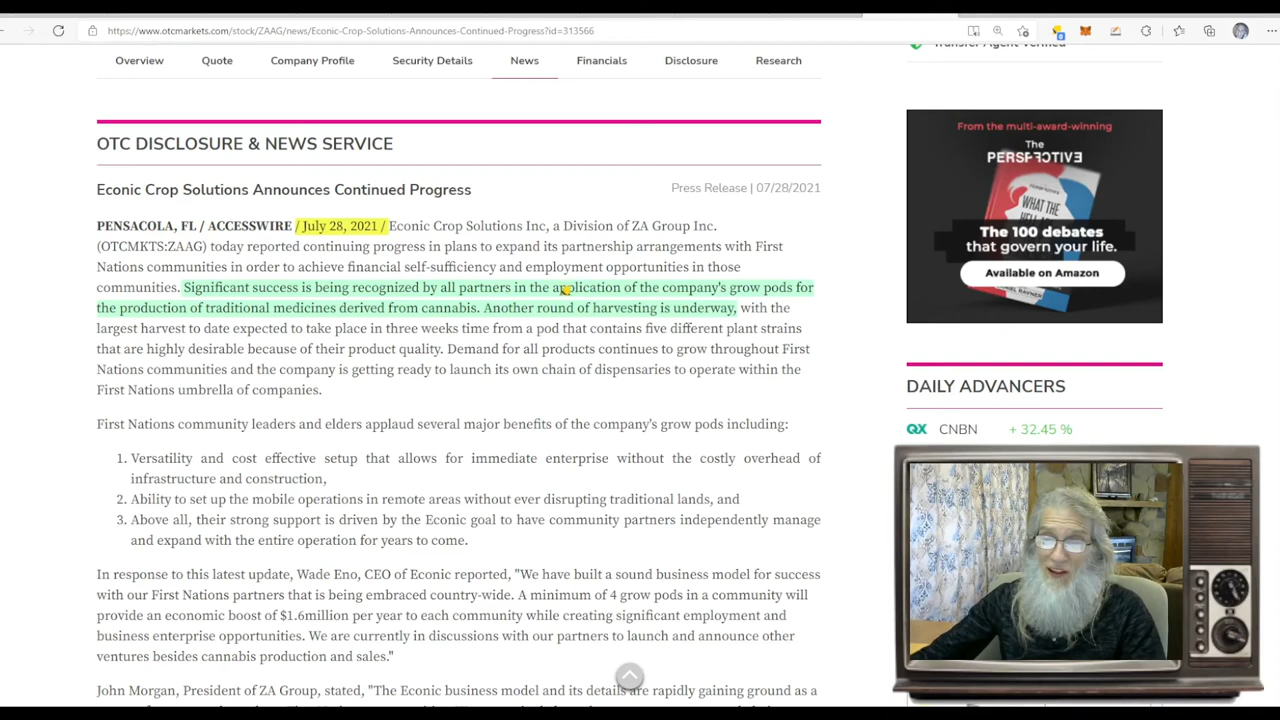 https://www.otcmarkets.com/stock/ZAAG/news/Econic-Crop-Solutions-Announces-Continued-Progress?id=313566
Transfer Agent Verified
Overview Quote Company Profile Security Details News Financials Disclosure Research
OTC DISCLOSURE & NEWS SERVICE
Econic Crop Solutions Announces Continued Progress
Press Release | 07/28/2021
PENSACOLA, FL / ACCESSWIRE / July 28, 2021 / Econic Crop Solutions Inc, a Division of ZA Group Inc.
(OTCMKTS:ZAAG) today reported continuing progress in plans to expand its partnership arrangements with First
Nations communities in order to achieve financial self-sufficiency and employment opportunities in those
communities. Significant success is being recognized by all partners in the application of the company's grow pods for
the production of traditional medicines derived from cannabis. Another round of harvesting is underway, with the
largest harvest to date expected to take place in three weeks time from a pod that contains five different plant strains
that are highly desirable because of their product quality. Demand for all products continues to grow throughout First
Nations communities and the company is getting ready to launch its own chain of dispensaries to operate within the
First Nations umbrella of companies.
First Nations community leaders and elders applaud several major benefits of the company's grow pods including:
1. Versatility and cost effective setup that allows for immediate enterprise without the costly overhead of
infrastructure and construction,
2. Ability to set up the mobile operations in remote areas without ever disrupting traditional lands, and
3. Above all, their strong support is driven by the Econic goal to have community partners independently manage
and expand with the entire operation for years to come.
In response to this latest update, Wade Eno, CEO of Econic reported, "We have built a sound business model for success
with our First Nations partners that is being embraced country-wide. A minimum of 4 grow pods in a community will
provide an economic boost of $1.6million per year to each community while creating significant employment and
business enterprise opportunities. We are currently in discussions with our partners to launch and announce other
ventures besides cannabis production and sales."
John Morgan, President of ZA Group, stated, "The Econic business model and its details are rapidly gaining ground as a
From the multi-award-winning
The
PERSPECTIVE
WHAT THE
The 100 debates
that govern your life.
Available on Amazon
DAILY ADVANCERS
QX CNBN + 32.45 %